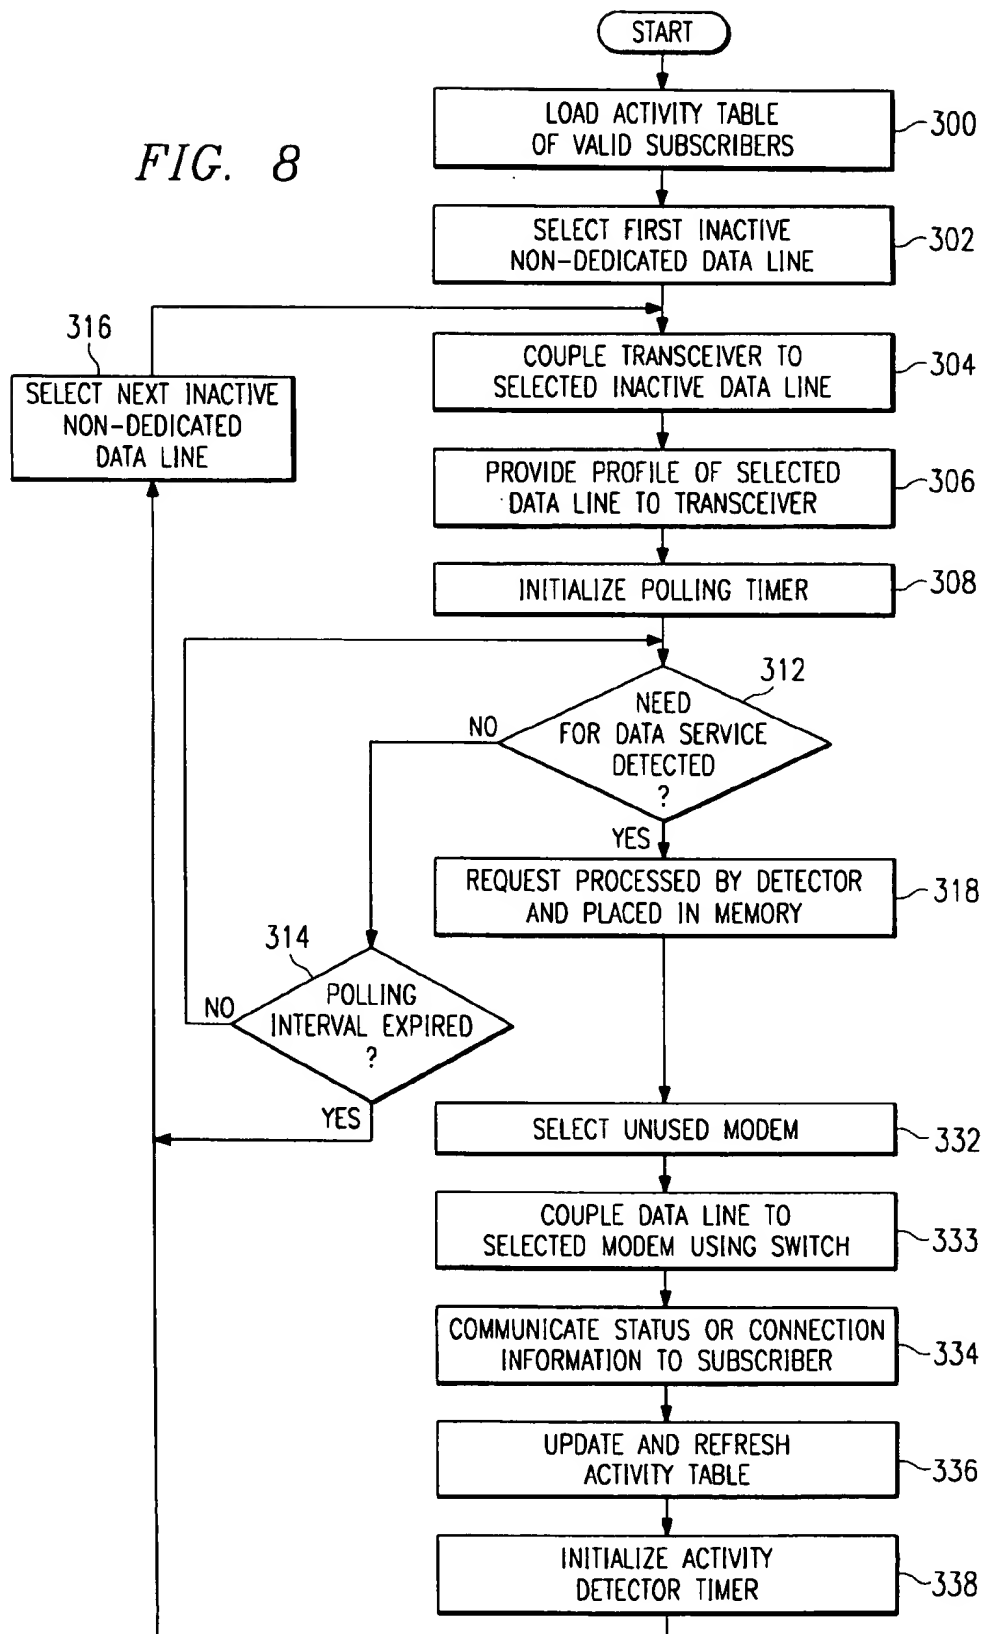 START
LOAD ACTIVITY TABLE
OF VALID SUBSCRIBERS
300
FIG. 8
SELECT FIRST INACTIVE
NON-DEDICATED DATA LINE
302
316
SELECT NEXT INACTIVE
NON-DEDICATED
DATA LINE
COUPLE TRANSCEIVER TO
SELECTED INACTIVE DATA LINE
304
PROVIDE PROFILE OF SELECTED
DATA LINE TO TRANSCEIVER
306
INITIALIZE POLLING TIMER
308
312
NEED
FOR DATA SERVICE
DETECTED
?
NO
YES
REQUEST PROCESSED BY DETECTOR
AND PLACED IN MEMORY
318
314
POLLING
INTERVAL EXPIRED
?
NO
YES
SELECT UNUSED MODEM
332
COUPLE DATA LINE TO
SELECTED MODEM USING SWITCH
333
COMMUNICATE STATUS OR CONNECTION
INFORMATION TO SUBSCRIBER
334
UPDATE AND REFRESH
ACTIVITY TABLE
336
INITIALIZE ACTIVITY
DETECTOR TIMER
338